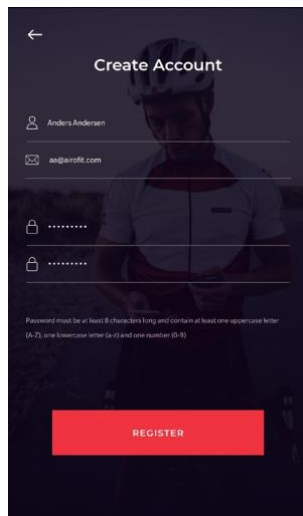 Create Account
Anders Andersen
aa@airofit.com
•••••••••
•••••••••
Password must be at least 8 characters long and contain at least one uppercase letter
(A-Z), one lowercase letter (a-z) and one number (0-9)
REGISTER